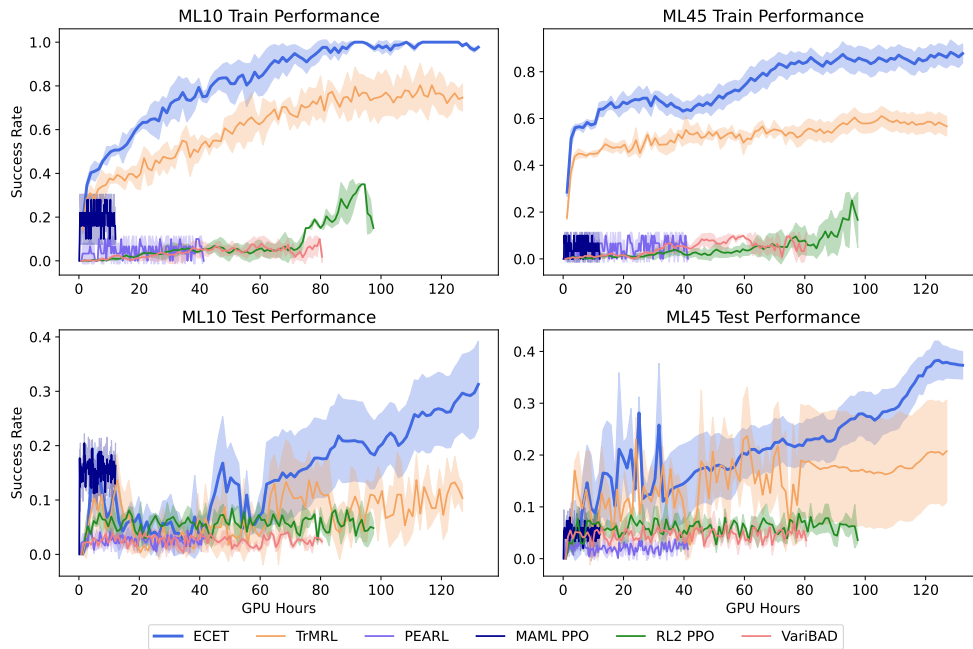 ML10 Train Performance
ML45 Train Performance
Success Rate
1.0
0.8
0.6
0.4
0.2
0.0
0 20 40 60 80 100 120
0.8
0.6
0.4
0.2
0.0
0 20 40 60 80 100 120
ML10 Test Performance
ML45 Test Performance
Success Rate
0.4
0.3
0.2
0.1
0.0
0 20 40 60 80 100 120
GPU Hours
0.4
0.3
0.2
0.1
0.0
0 20 40 60 80 100 120
GPU Hours
ECET TrMRL PEARL MAML PPO RL2 PPO VariBAD